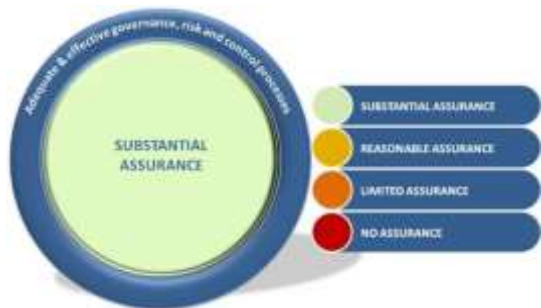 Adequate & effective governance, risk and control processes
SUBSTANTIAL
ASSURANCE
SUBSTANTIAL ASSURANCE
REASONABLE ASSURANCE
LIMITED ASSURANCE
NO ASSURANCE